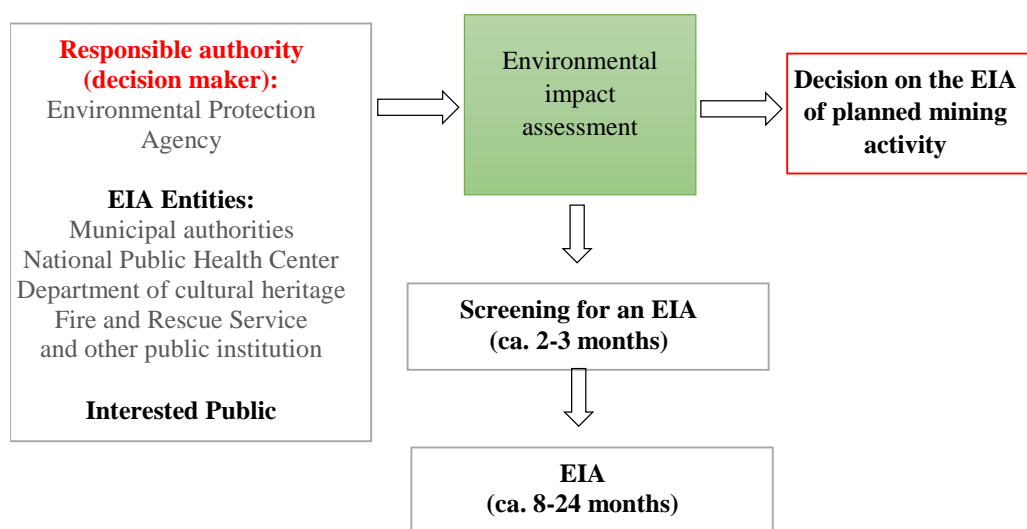 Responsible authority
(decision maker):
Environmental Protection
Agency
EIA Entities:
Municipal authorities
National Public Health Center
Department of cultural heritage
Fire and Rescue Service
and other public institution
Interested Public
Environmental
impact
assessment
Decision on the EIA
of planned mining
activity
Screening for an EIA
(ca. 2-3 months)
EIA
(ca. 8-24 months)